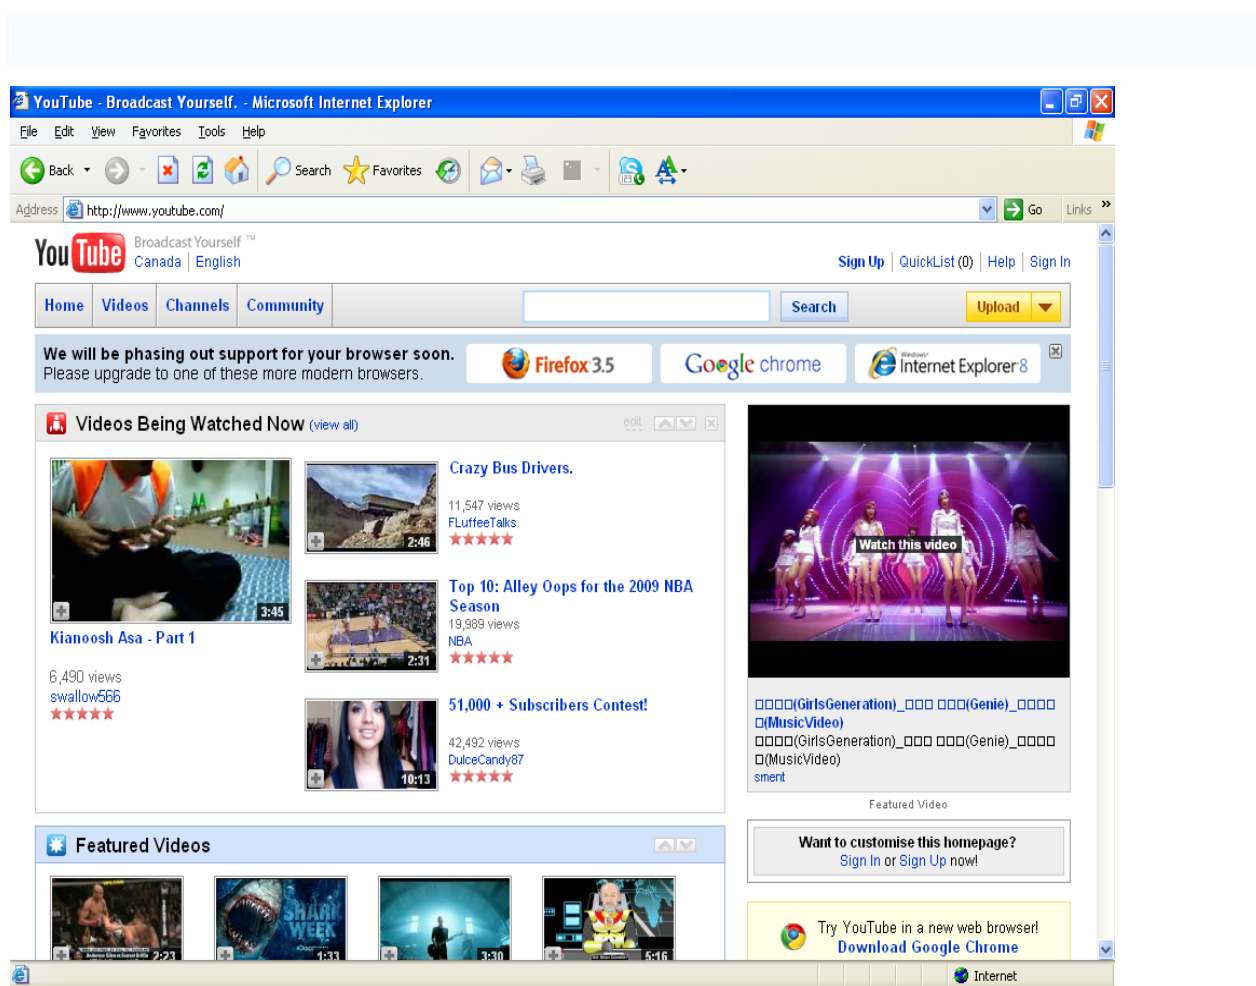 YouTube - Broadcast Yourself. - Microsoft Internet Explorer
File Edit View Favorites Tools Help
Back Search Favorites
Address http://www.youtube.com/ Go Links »
YouTube Broadcast Yourself ™
Canada | English
Sign Up | QuickList (0) | Help | Sign In
Home Videos Channels Community Search Upload
We will be phasing out support for your browser soon.
Please upgrade to one of these more modern browsers.
Firefox 3.5
Google chrome
Windows Internet Explorer 8
Videos Being Watched Now (view all)
edit
3:45
Kianoosh Asa - Part 1
6,490 views
swallow566
2:46
Crazy Bus Drivers.
11,547 views
FLuffeeTalks
2:31
Top 10: Alley Oops for the 2009 NBA
Season
19,989 views
NBA
10:13
51,000 + Subscribers Contest!
42,492 views
DulceCandy87
Watch this video
□□□□(GirlsGeneration)_□□□ □□□(Genie)_□□□□
□(MusicVideo)
□□□□(GirlsGeneration)_□□□ □□□(Genie)_□□□□
□(MusicVideo)
sment
Featured Video
Want to customise this homepage?
Sign In or Sign Up now!
Featured Videos
2:23
SHARK
WEEK
1:33
3:30
5:16
Try YouTube in a new web browser!
Download Google Chrome
Internet